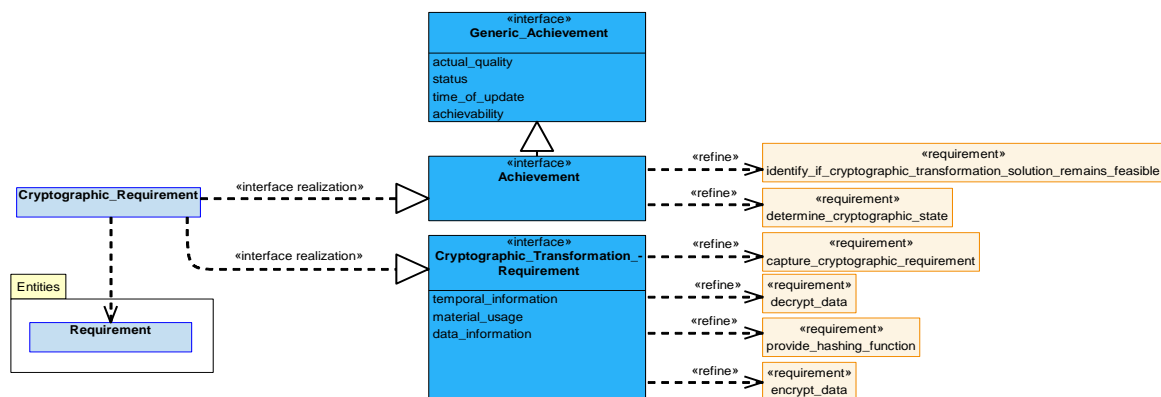 «interface»
Generic_Achievement
actual_quality
status
time_of_update
achievability
«interface»
Achievement
«refine»
«requirement»
identify_if_cryptographic_transformation_solution_remains_feasible
«refine»
«requirement»
determine_cryptographic_state
Cryptographic_Requirement
«interface realization»
«interface realization»
«interface»
Cryptographic_Transformation_-
Requirement
temporal_information
material_usage
data_information
«refine»
«requirement»
capture_cryptographic_requirement
«refine»
«requirement»
decrypt_data
«refine»
«requirement»
provide_hashing_function
«refine»
«requirement»
encrypt_data
Entities
Requirement